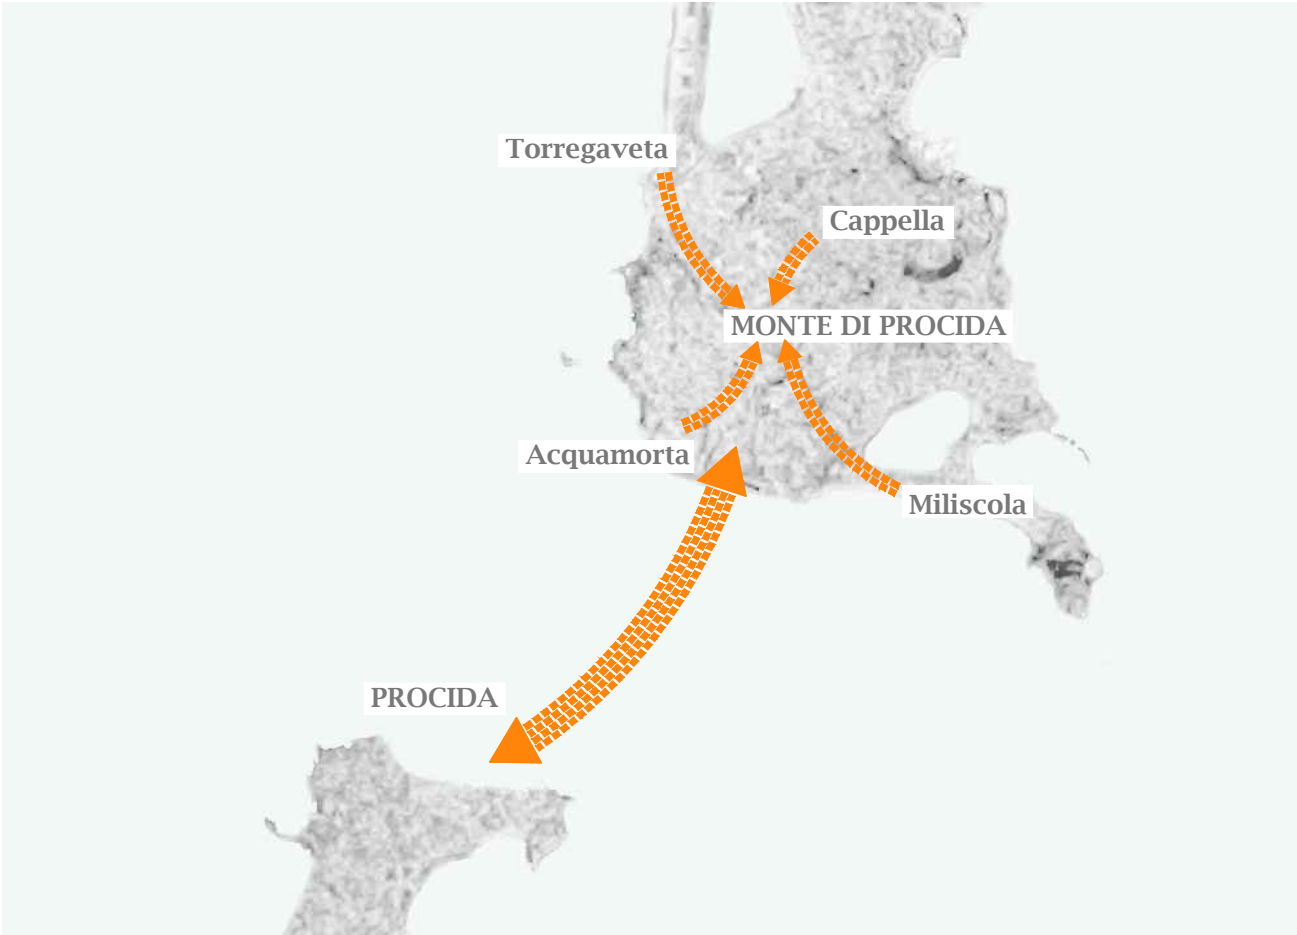 Torregaveta
Cappella
MONTE DI PROCIDA
Acquamorta
Miliscola
PROCIDA